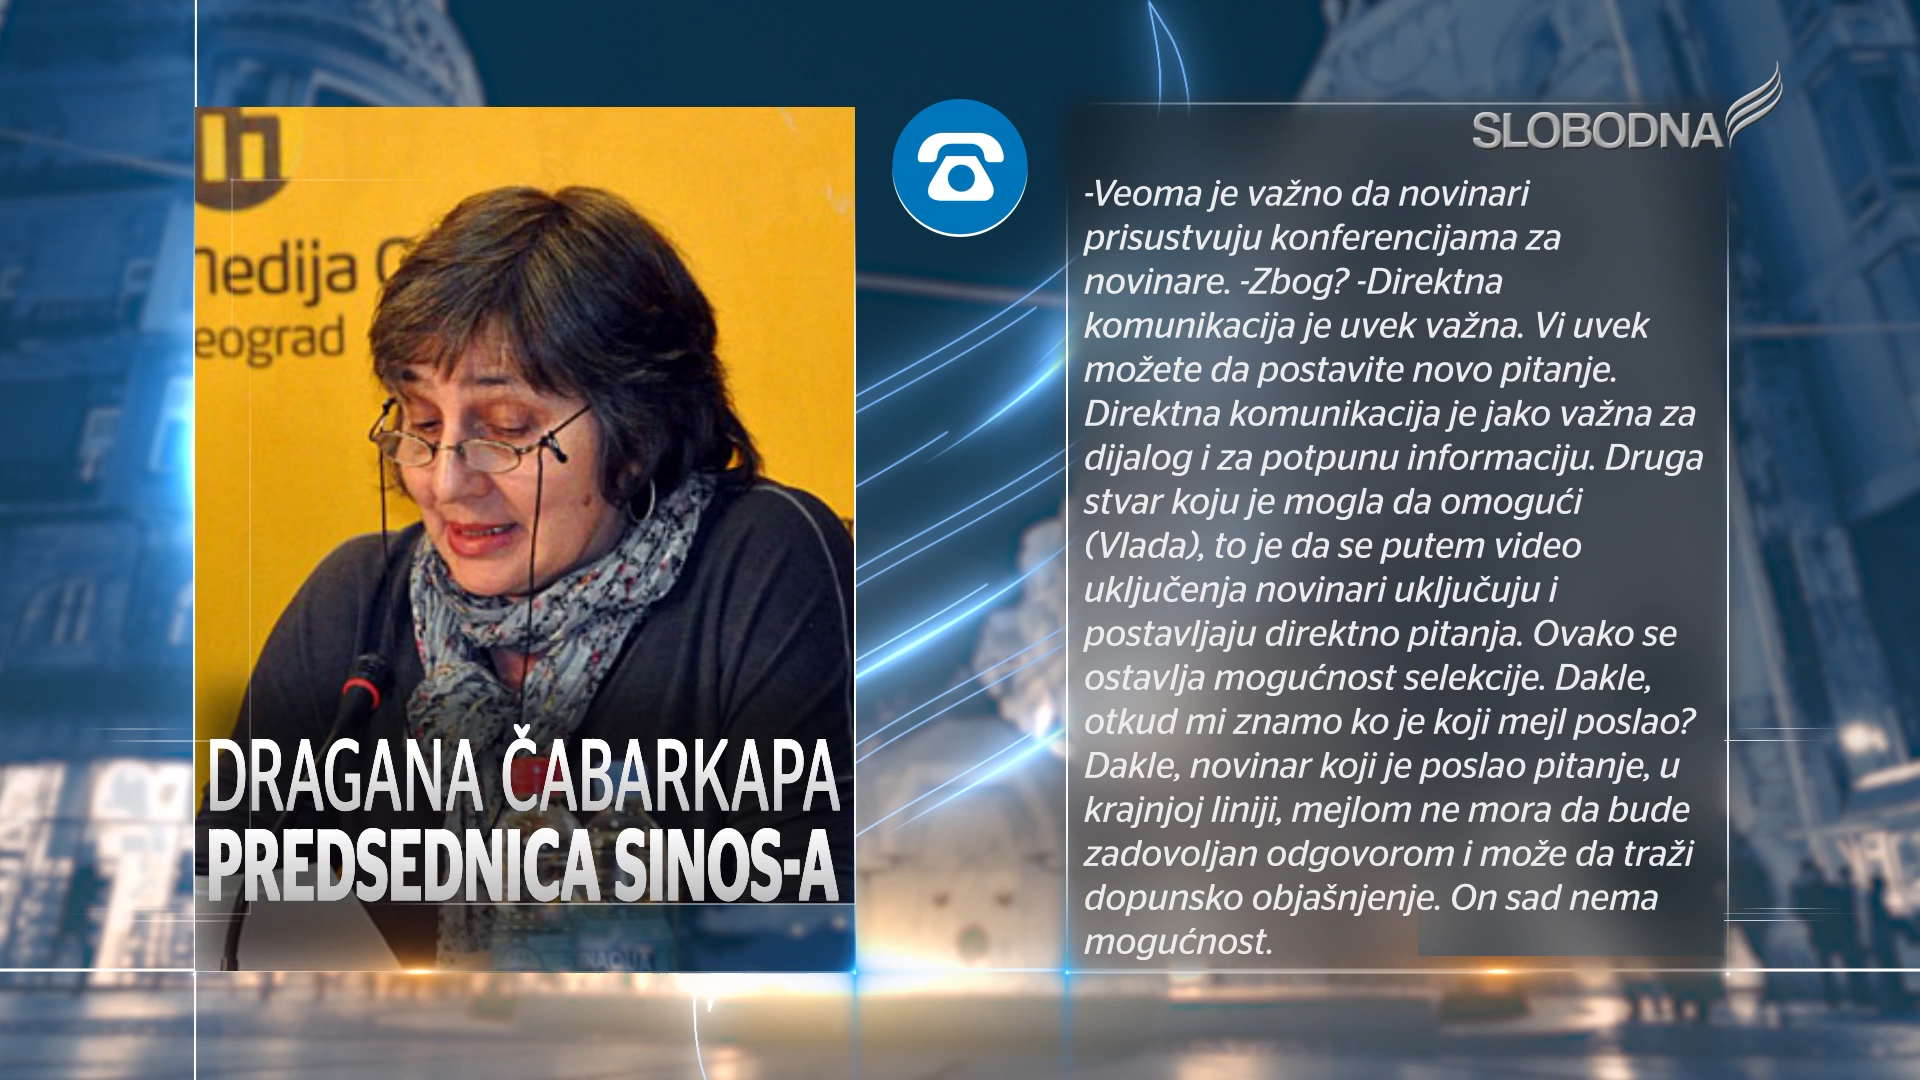 SLOBODNA
Medija C
eograd
-Veoma je važno da novinari
prisustvuju konferencijama za
novinare. -Zbog? -Direktna
komunikacija je uvek važna. Vi uvek
možete da postavite novo pitanje.
Direktna komunikacija je jako važna za
dijalog i za potpunu informaciju. Druga
stvar koju je mogla da omogući
(Vlada), to je da se putem video
uključenja novinari uključuju i
postavljaju direktno pitanja. Ovako se
ostavlja mogućnost selekcije. Dakle,
otkud mi znamo ko je koji mejl poslao?
Dakle, novinar koji je poslao pitanje, u
krajnjoj liniji, mejlom ne mora da bude
zadovoljan odgovorom i može da traži
dopunsko objašnjenje. On sad nema
mogućnost.
DRAGANA ČABARKAPA
PREDSEDNICA SINOS-A